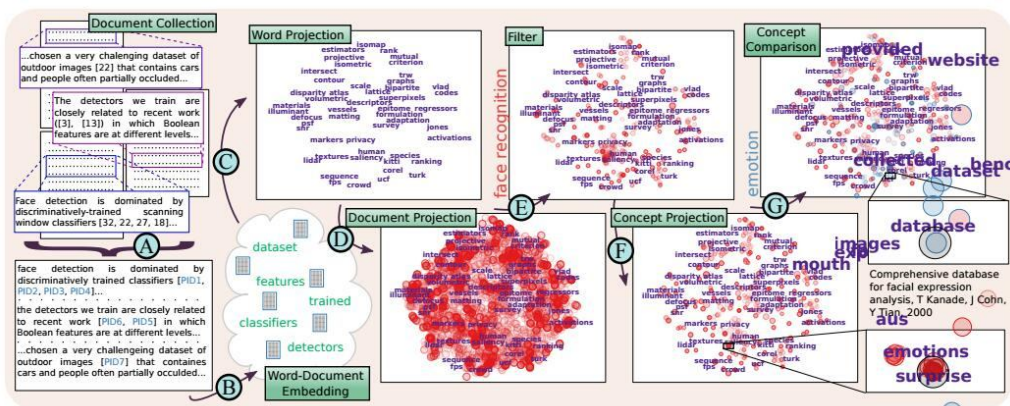 Document Collection
...chosen a very chalenging dataset of
outdoor images [22] that contains cars
and people often partially occluded...
The detectors we train are
closely related to recent work
([3], [13]) in which Boolean
features are at different levels...
Face detection is dominated by
discriminatively-trained scanning
window classifiers [32, 22, 27, 18]...
A
face detection is dominated by
discriminatively trained classifiers [PID1,
PID2, PID3, PID4]...
the detectors we train are closely related
to recent work [PID6, PID5] in which
Boolean features are at different levels...
...chosen a very challengeing dataset of
outdoor images [PID7] that containes
cars and people often partially occulded...
B
C
dataset
features
trained
classifiers
detectors
Word-Document
Embedding
D
Word Projection
isomap
estimators rank
projective mutual
isometric criterion
intersect trw
contour graphs
scale bipartite vlad
disparity atlas lattice codes
volumetric superpixels
materials descriptors
illuminant vessels epitome regressors
defocus matting formulation
psf adaptation
snr survey jones
markers privacy activations
human
textures saliency species
lidar kitti ranking
sequence corel turk
fps crowd ucf
Document Projection
E
face recognition
Filter
F
Concept Projection
G
emotion
Concept
Comparison
provided
website
collected
dataset
benc
database
images
exp
mouth
Comprehensive database
for facial expression
analysis, T Kanade, J Cohn,
Y Tian, 2000
aus
emotions
surprise